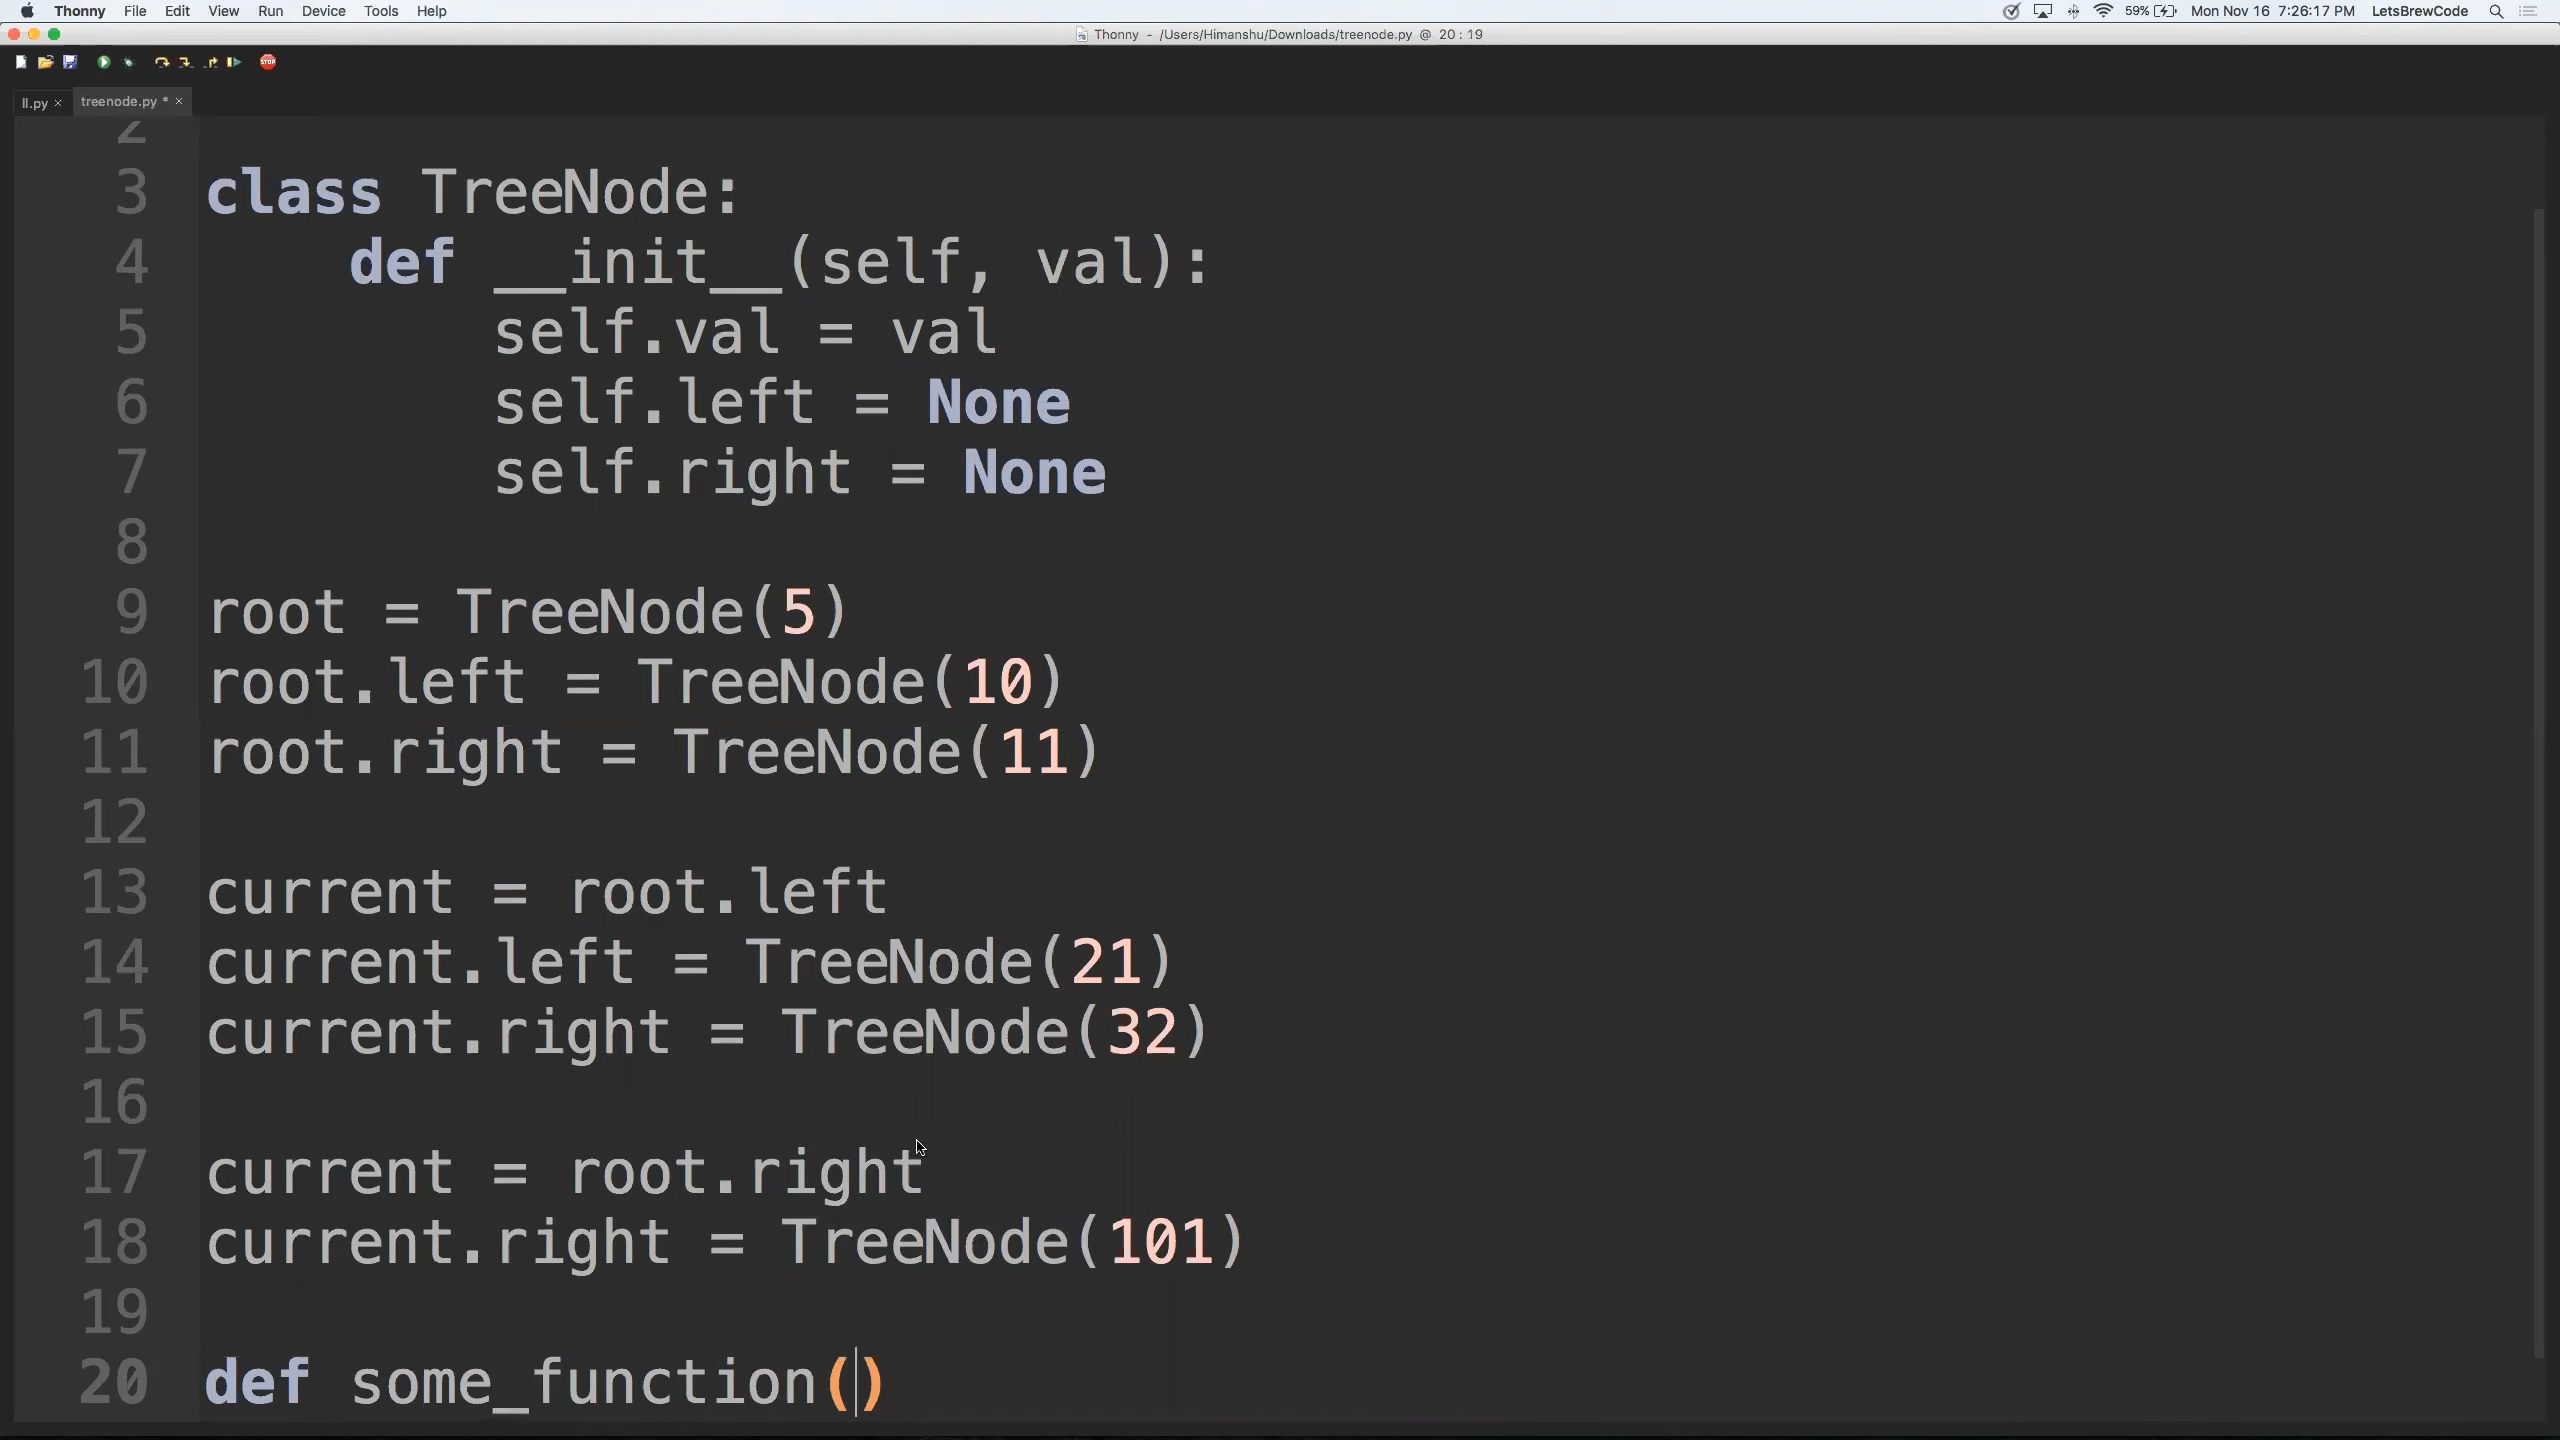 Thonny File Edit View Run Device Tools Help 59% Mon Nov 16 7:26:17 PM LetsBrewCode
Thonny - /Users/Himanshu/Downloads/treenode.py @ 20 : 19
STOP
ll.py × treenode.py * ×
2
3 class TreeNode:
4     def __init__(self, val):
5         self.val = val
6         self.left = None
7         self.right = None
8
9 root = TreeNode(5)
10 root.left = TreeNode(10)
11 root.right = TreeNode(11)
12
13 current = root.left
14 current.left = TreeNode(21)
15 current.right = TreeNode(32)
16
17 current = root.right
18 current.right = TreeNode(101)
19
20 def some_function()